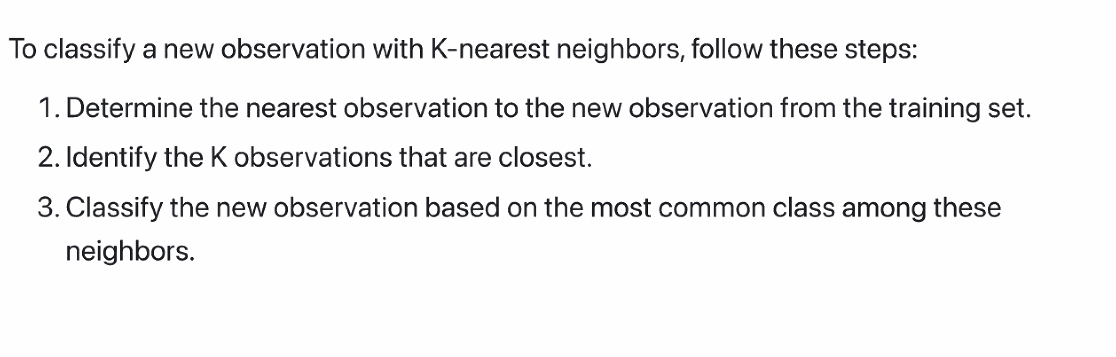 To classify a new observation with K-nearest neighbors, follow these steps:
1. Determine the nearest observation to the new observation from the training set.
2. Identify the K observations that are closest.
3. Classify the new observation based on the most common class among these
neighbors.